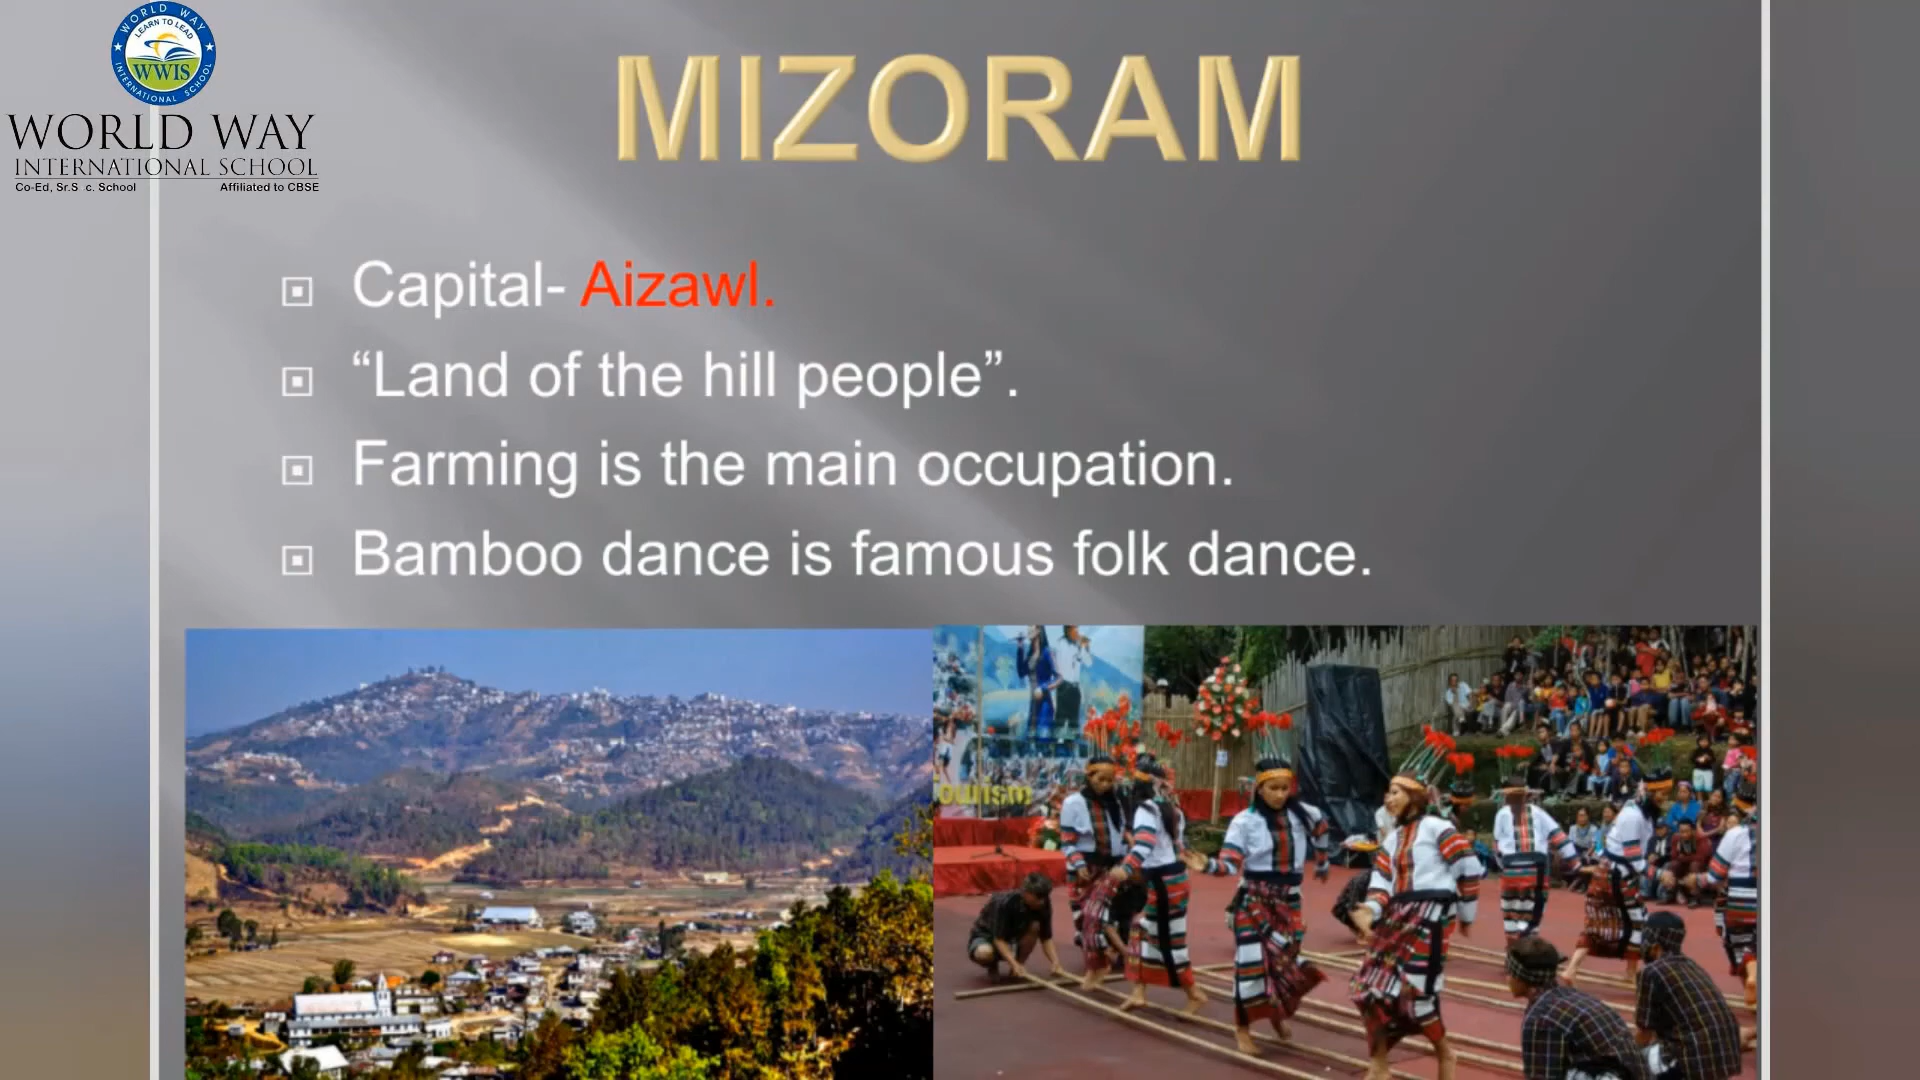 WORLD WAY
LEARN TO LEAD
WWIS
INTERNATIONAL SCHOOL
WORLD WAY
INTERNATIONAL SCHOOL
Co-Ed, Sr.S c. School Affiliated to CBSE
MIZORAM
Capital- Aizawl.
“Land of the hill people”.
Farming is the main occupation.
Bamboo dance is famous folk dance.
ourism